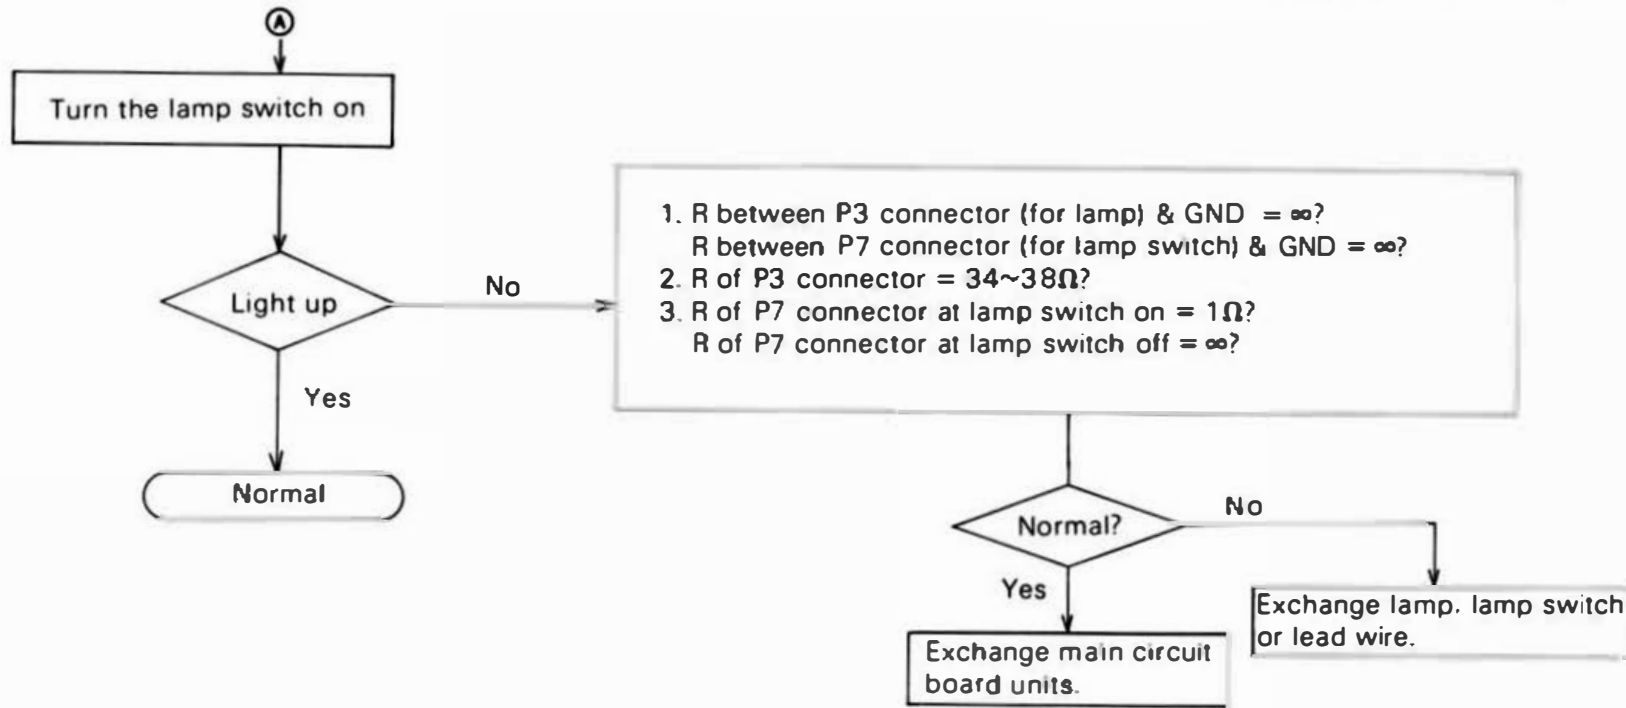 A
Turn the lamp switch on
Light up
No
Yes
Normal
1. R between P3 connector (for lamp) & GND = ∞?
R between P7 connector (for lamp switch) & GND = ∞?
2. R of P3 connector = 34~38Ω?
3. R of P7 connector at lamp switch on = 1Ω?
R of P7 connector at lamp switch off = ∞?
Normal?
No
Yes
Exchange lamp, lamp switch
or lead wire.
Exchange main circuit
board units.